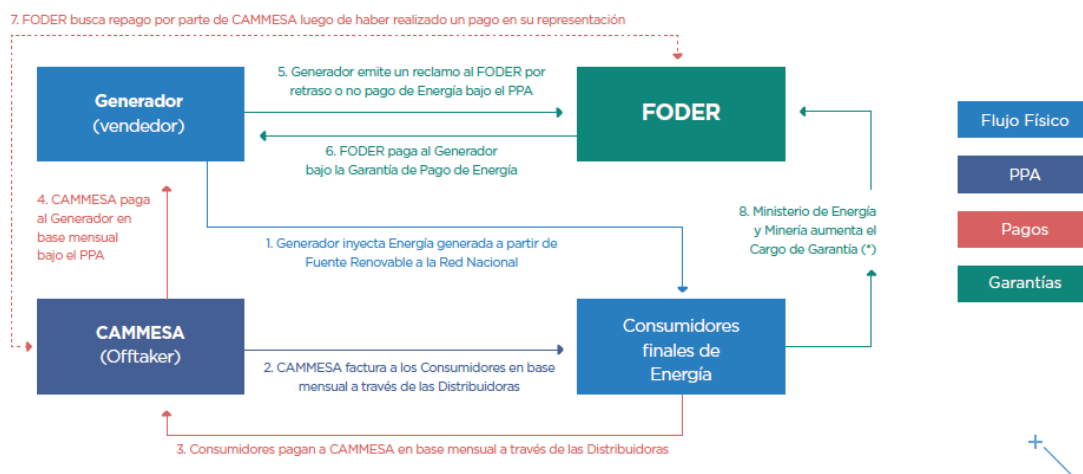 7. FODER busca repago por parte de CAMMESA luego de haber realizado un pago en su representación
Generador
(vendedor)
5. Generador emite un reclamo al FODER por
retraso o no pago de Energía bajo el PPA
FODER
6. FODER paga al Generador
bajo la Garantía de Pago de Energía
4. CAMMESA paga
al Generador en
base mensual
bajo el PPA
1. Generador inyecta Energía generada a partir de
Fuente Renovable a la Red Nacional
8. Ministerio de Energía
y Minería aumenta el
Cargo de Garantía (*)
CAMMESA
(Offtaker)
2. CAMMESA factura a los Consumidores en base
mensual a través de las Distribuidoras
Consumidores
finales de
Energía
3. Consumidores pagan a CAMMESA en base mensual a través de las Distribuidoras
Flujo Físico
PPA
Pagos
Garantías